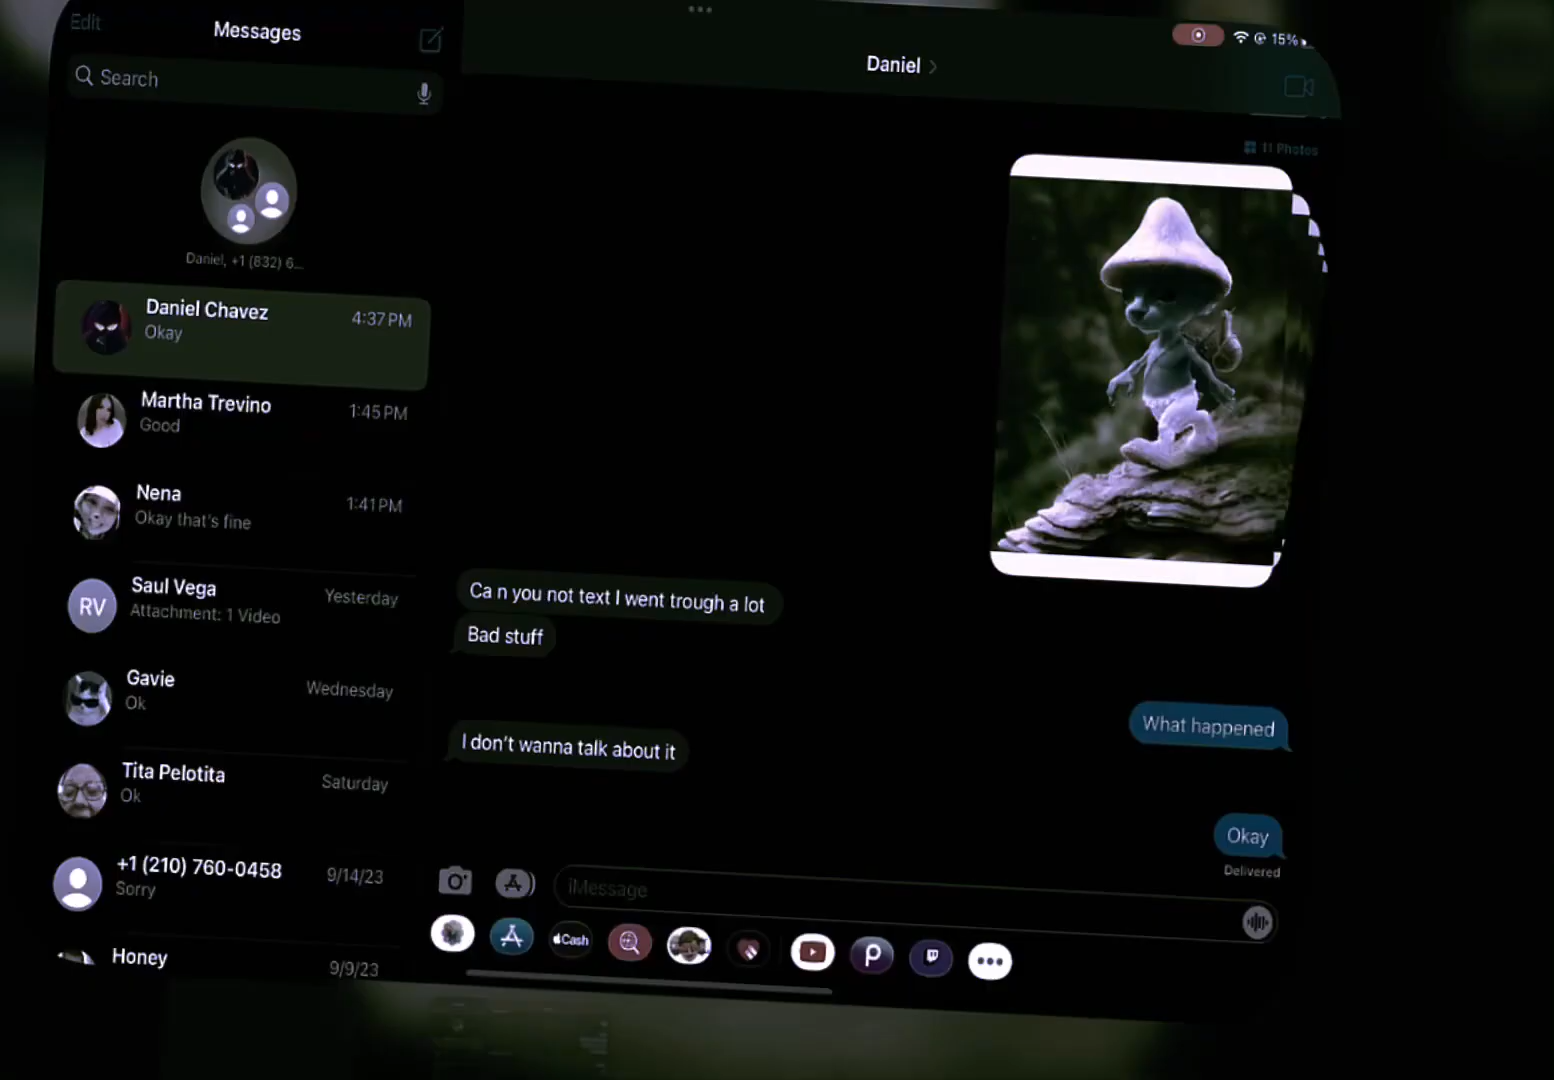 Edit
Messages
Search
Daniel, +1 (832) 6...
Daniel Chavez
4:37 PM
Okay
Martha Trevino
1:45 PM
Good
Nena
1:41 PM
Okay that's fine
Saul Vega
Yesterday
RV
Attachment: 1 Video
Gavie
Wednesday
Ok
Tita Pelotita
Saturday
Ok
+1 (210) 760-0458
9/14/23
Sorry
Honey
9/9/23
15%
Daniel
11 Photos
Ca n you not text I went trough a lot
Bad stuff
What happened
I don't wanna talk about it
Okay
Delivered
iMessage
Cash